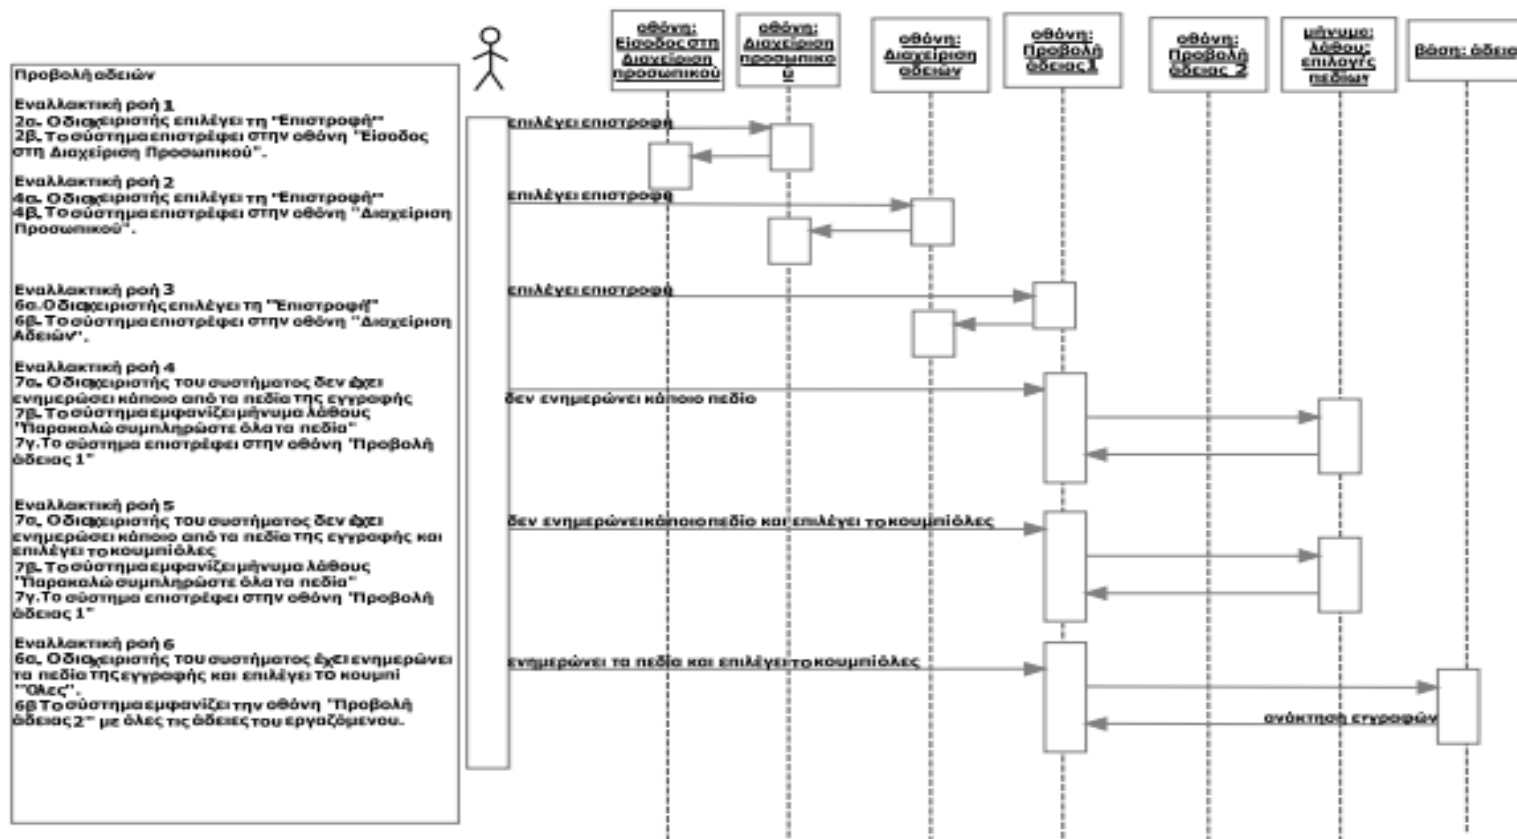 οθόνη:
Είσοδος στη
Διαχείριση
προσωπικού
οθόνη:
Διαχείριση
προσωπικο
ύ
οθόνη:
Διαχείριση
αδειών
οθόνη:
Προβολή
άδειας 1
οθόνη:
Προβολή
άδειας 2
μήνυμα:
λάθου:
επιλογής
πεδίων
βάση: άδεια
Προβολή αδειών
Εναλλακτική ροή 1
2α. Ο διαχειριστής επιλέγει τη "Επιστροφή"
2β. Το σύστημα επιστρέφει στην οθόνη "Είσοδος
στη Διαχείριση Προσωπικού".
Εναλλακτική ροή 2
4α. Ο διαχειριστής επιλέγει τη "Επιστροφή"
4β. Το σύστημα επιστρέφει στην οθόνη "Διαχείριση
Προσωπικού".
Εναλλακτική ροή 3
6α.Ο διαχειριστής επιλέγει τη "Επιστροφή"
6β. Το σύστημα επιστρέφει στην οθόνη "Διαχείριση
Αδειών".
Εναλλακτική ροή 4
7α. Ο διαχειριστής του συστήματος δεν έχει
ενημερώσει κάποιο από τα πεδία της εγγραφής
7β. Το σύστημα εμφανίζει μήνυμα λάθους
"Παρακαλώ συμπληρώστε όλα τα πεδία"
7γ.Το σύστημα επιστρέφει στην οθόνη "Προβολή
άδειας 1"
Εναλλακτική ροή 5
7α. Ο διαχειριστής του συστήματος δεν έχει
ενημερώσει κάποιο από τα πεδία της εγγραφής και
επιλέγει το κουμπί όλες
7β. Το σύστημα εμφανίζει μήνυμα λάθους
"Παρακαλώ συμπληρώστε όλα τα πεδία"
7γ.Το σύστημα επιστρέφει στην οθόνη "Προβολή
άδειας 1"
Εναλλακτική ροή 6
6α. Ο διαχειριστής του συστήματος έχει ενημερώνει
τα πεδία της εγγραφής και επιλέγει το κουμπί
"Όλες".
6β Το σύστημα εμφανίζει την οθόνη "Προβολή
άδειας 2" με όλες τις άδειες του εργαζόμενου.
επιλέγει επιστροφή
επιλέγει επιστροφή
επιλέγει επιστροφή
δεν ενημερώνει κάποιο πεδίο
δεν ενημερώνει κάποιο πεδίο και επιλέγει το κουμπί όλες
ενημερώνει τα πεδία και επιλέγει το κουμπί όλες
ανάκτηση εγγραφών